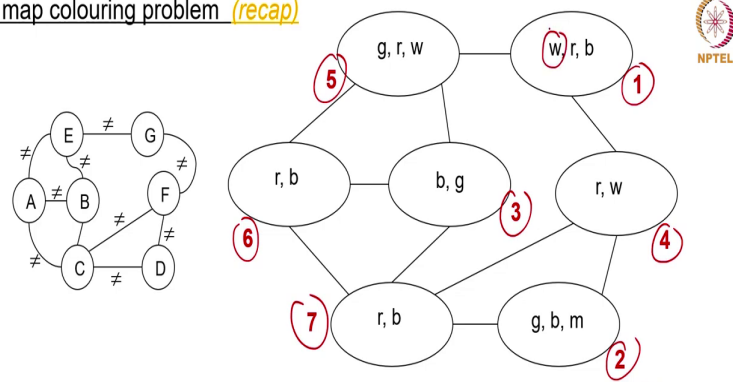 map colouring problem (recap)
NPTEL
g, r, w
w, r, b
5
1
E ≠ G
≠ ≠ ≠
A ≠ B F
≠ ≠
≠ C ≠ D
r, b
b, g
r, w
6
3
4
7
r, b
g, b, m
2